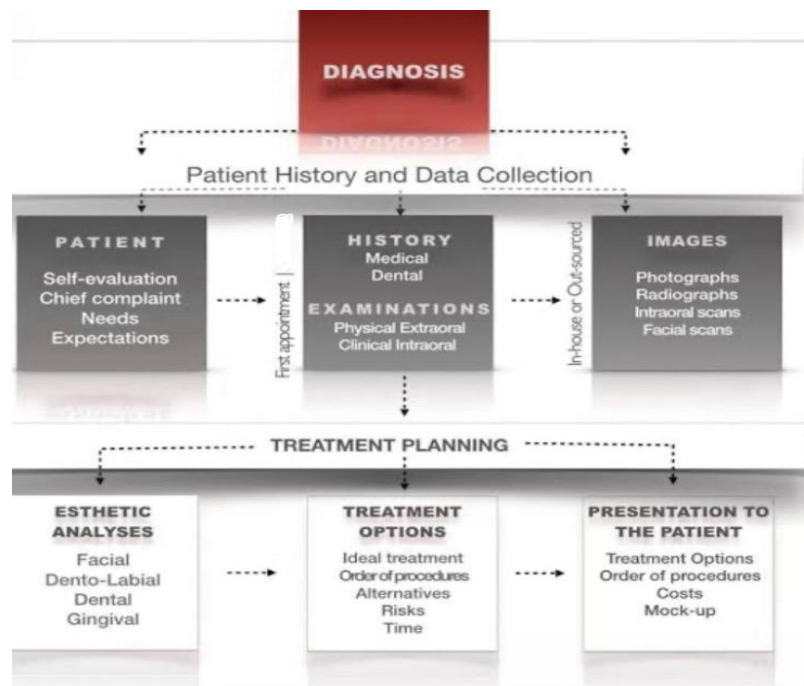 DIAGNOSIS
Patient History and Data Collection
PATIENT
Self-evaluation
Chief complaint
Needs
Expectations
First appointment |
HISTORY
Medical
Dental
EXAMINATIONS
Physical Extraoral
Clinical Intraoral
In-house or Out-sourced
IMAGES
Photographs
Radiographs
Intraoral scans
Facial scans
TREATMENT PLANNING
ESTHETIC
ANALYSES
Facial
Dento-Labial
Dental
Gingival
TREATMENT
OPTIONS
Ideal treatment
Order of procedures
Alternatives
Risks
Time
PRESENTATION TO
THE PATIENT
Treatment Options
Order of procedures
Costs
Mock-up